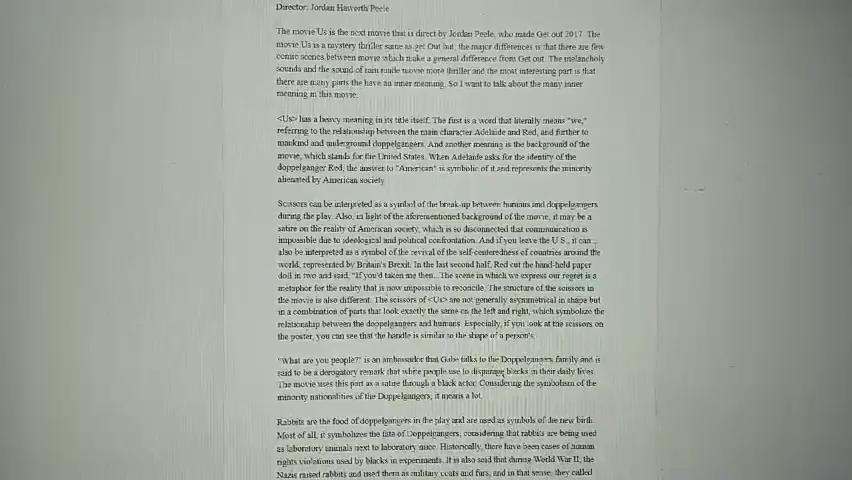 Director: Jordan Haworth Peele
The movie Us is the next movie that is direct by Jordan Peele, who made Get out 2017. The
movie Us is a mystery thriller same as get Out but, the major differences is that there are few
comic scenes between movie which make a general difference from Get out. The melancholy
sounds and the sound of rain made movie more thriller and the most interesting part is that
there are many parts the have an inner meaning. So I want to talk about the many inner
meaning in this movie.
<Us> has a heavy meaning in its title itself. The first is a word that literally means "we,"
referring to the relationship between the main character Adelaide and Red, and further to
mankind and underground doppelgangers. And another meaning is the background of the
movie, which stands for the United States. When Adelaide asks for the identity of the
doppelganger Red, the answer to "American" is symbolic of it and represents the minority
alienated by American society.
Scissors can be interpreted as a symbol of the break-up between humans and doppelgangers
during the play. Also, in light of the aforementioned background of the movie, it may be a
satire on the reality of American society, which is so disconnected that communication is
impossible due to ideological and political confrontation. And if you leave the U.S., it can
also be interpreted as a symbol of the revival of the self-centeredness of countries around the
world, represented by Britain's Brexit. In the last second half, Red cut the hand-held paper
doll in two and said, "If you'd taken me then.. The scene in which we express our regret is a
metaphor for the reality that is now impossible to reconcile. The structure of the scissors in
the movie is also different. The scissors of <Us> are not generally asymmetrical in shape but
in a combination of parts that look exactly the same on the left and right, which symbolize the
relationship between the doppelgangers and humans. Especially, if you look at the scissors on
the poster, you can see that the handle is similar to the shape of a person's.
"What are you people?" is an ambassador that Gabe talks to the Doppelgangers family and is
said to be a derogatory remark that white people use to disparage blacks in their daily lives.
The movie uses this part as a satire through a black actor. Considering the symbolism of the
minority nationalities of the Doppelgangers, it means a lot.
Rabbits are the food of doppelgangers in the play and are used as symbols of the new birth.
Most of all, it symbolizes the fate of Doppelgangers, considering that rabbits are being used
as laboratory animals next to laboratory mice. Historically, there have been cases of human
rights violations used by blacks in experiments. It is also said that during World War II, the
Nazis raised rabbits and used them as military coats and furs, and in that sense, they called